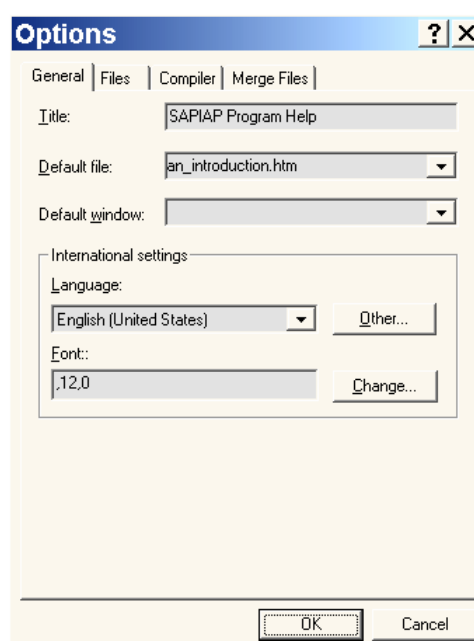 Options
General Files Compiler Merge Files
Title: SAPIAP Program Help
Default file: an_introduction.htm
Default window:
International settings
Language:
English (United States) Other...
Font::
,12,0 Change...
OK Cancel